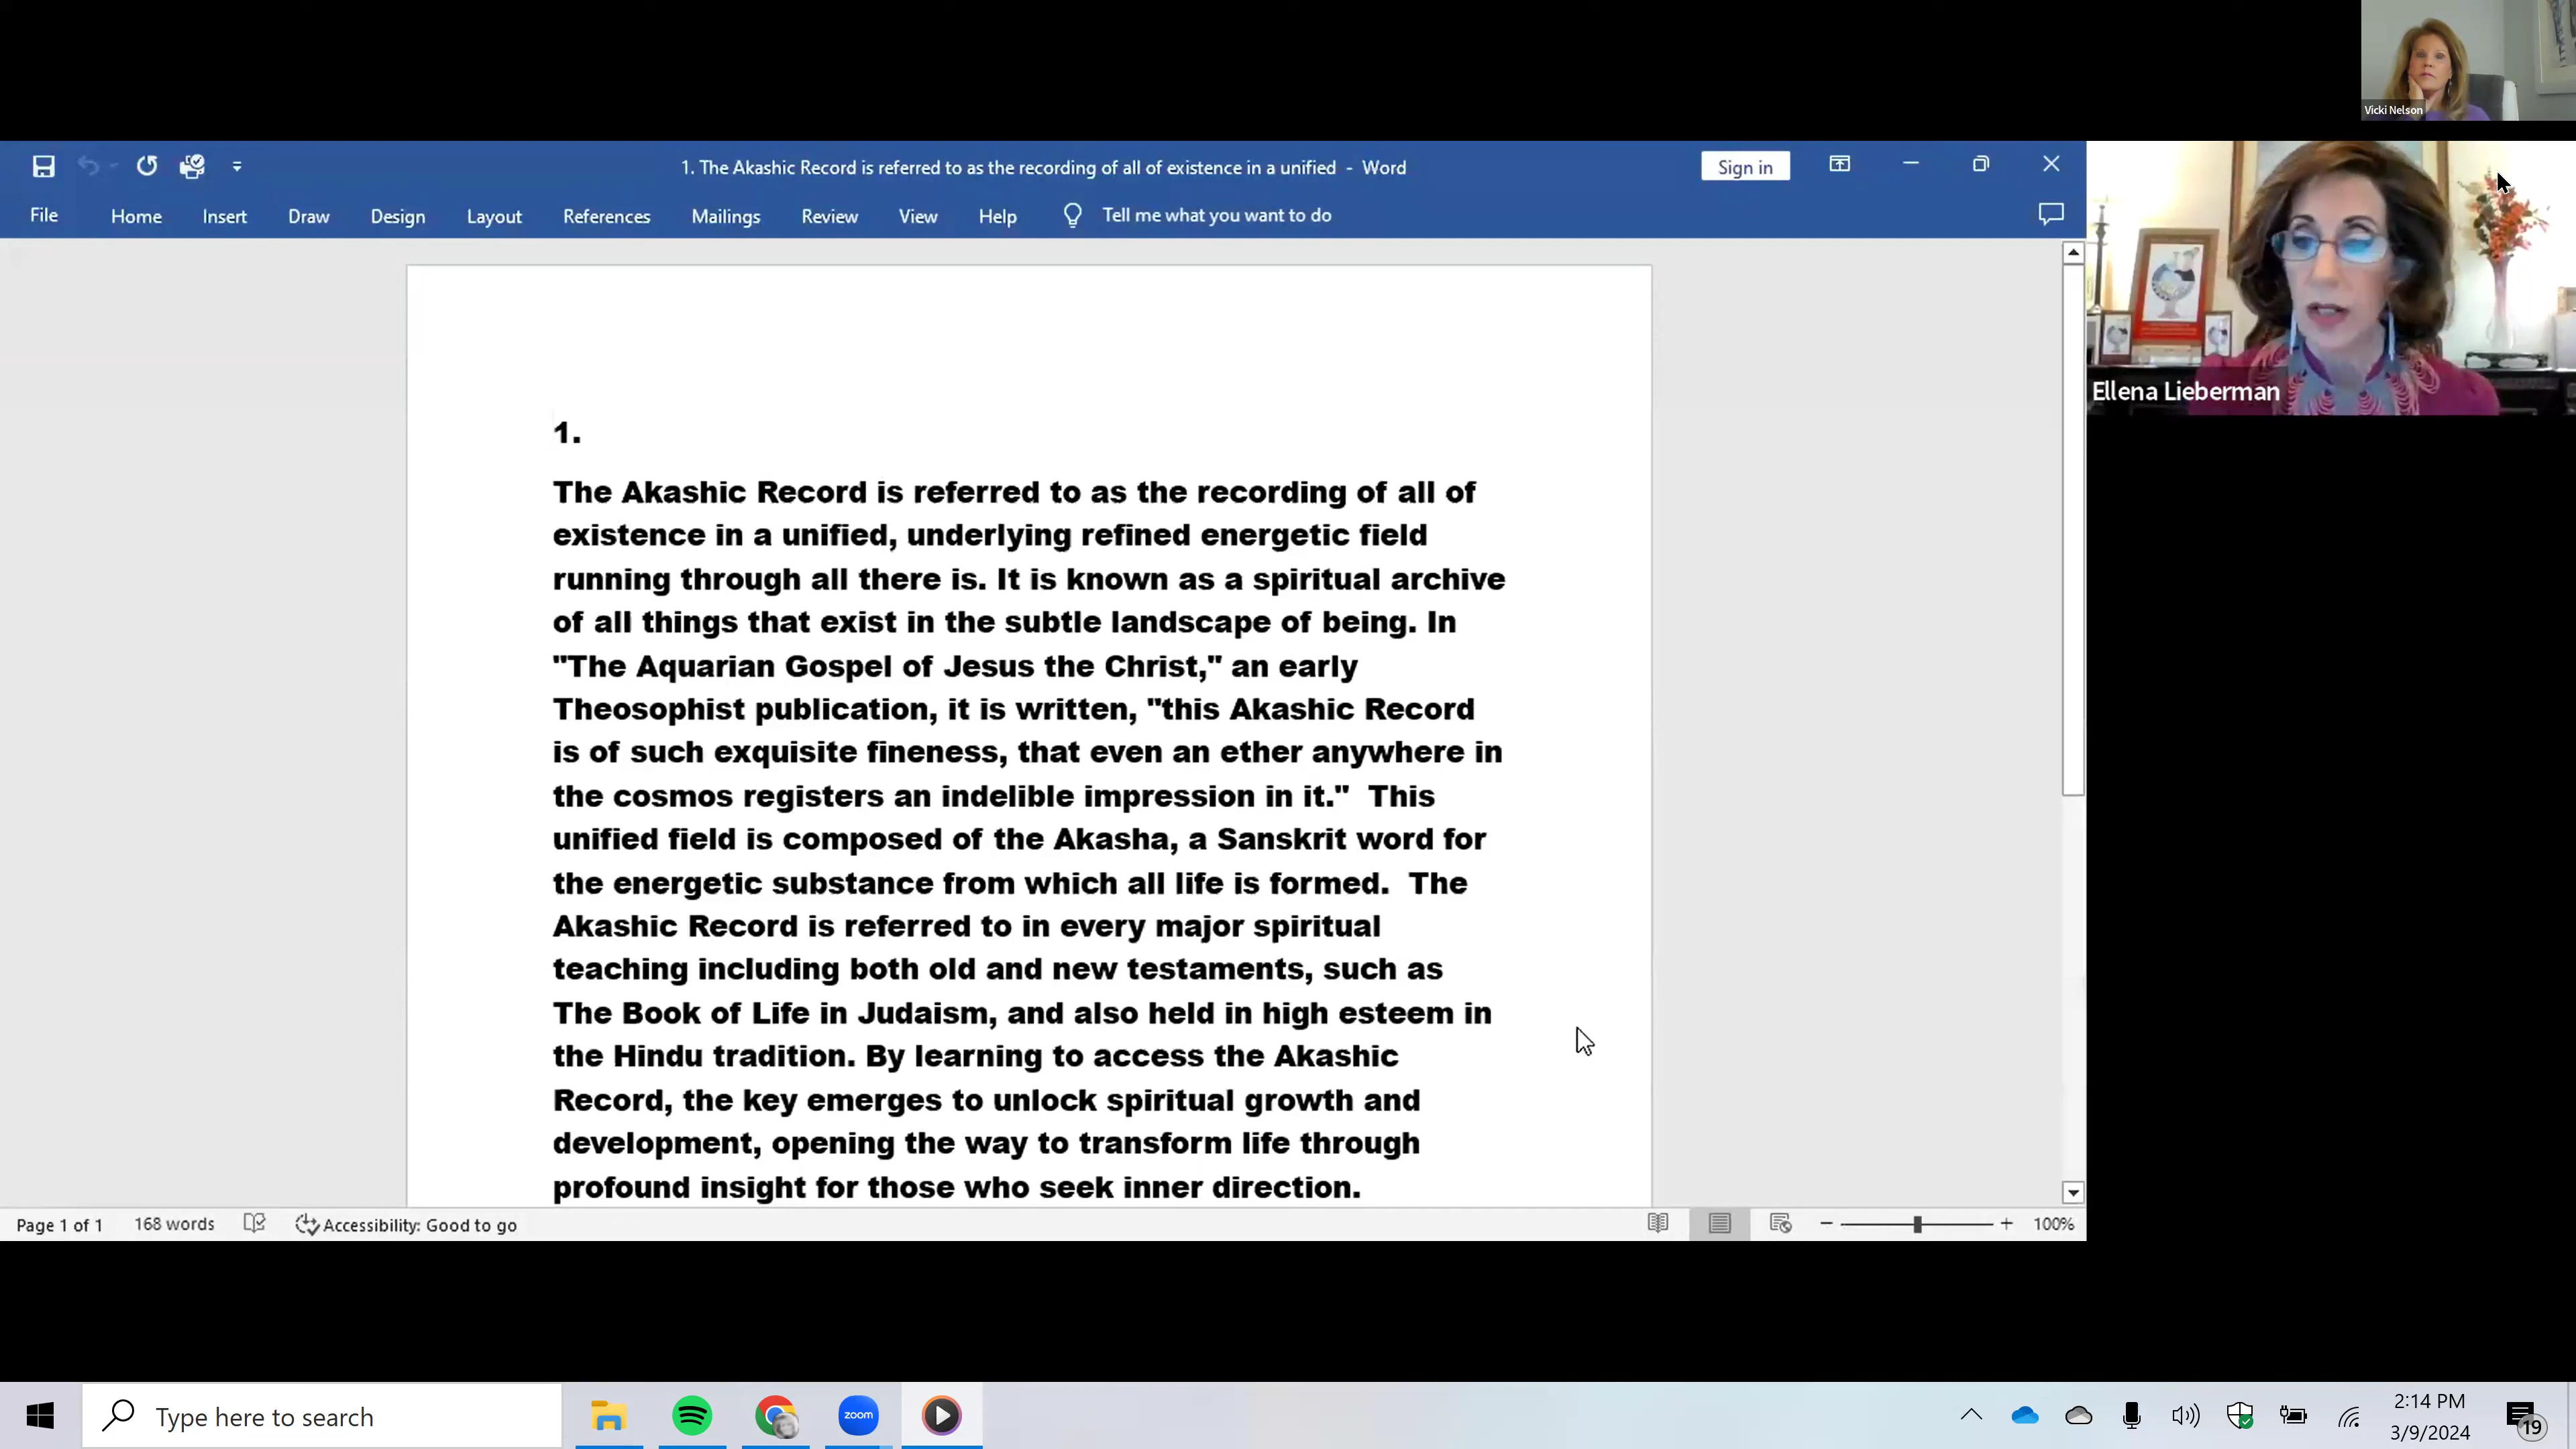 Vicki Nelson
1. The Akashic Record is referred to as the recording of all of existence in a unified - Word
Sign in
File Home Insert Draw Design Layout References Mailings Review View Help Tell me what you want to do
Ellena Lieberman
1.
The Akashic Record is referred to as the recording of all of
existence in a unified, underlying refined energetic field
running through all there is. It is known as a spiritual archive
of all things that exist in the subtle landscape of being. In
"The Aquarian Gospel of Jesus the Christ," an early
Theosophist publication, it is written, "this Akashic Record
is of such exquisite fineness, that even an ether anywhere in
the cosmos registers an indelible impression in it."  This
unified field is composed of the Akasha, a Sanskrit word for
the energetic substance from which all life is formed.  The
Akashic Record is referred to in every major spiritual
teaching including both old and new testaments, such as
The Book of Life in Judaism, and also held in high esteem in
the Hindu tradition. By learning to access the Akashic
Record, the key emerges to unlock spiritual growth and
development, opening the way to transform life through
profound insight for those who seek inner direction.
Page 1 of 1 168 words Accessibility: Good to go 100%
Type here to search
zoom
2:14 PM
3/9/2024
19